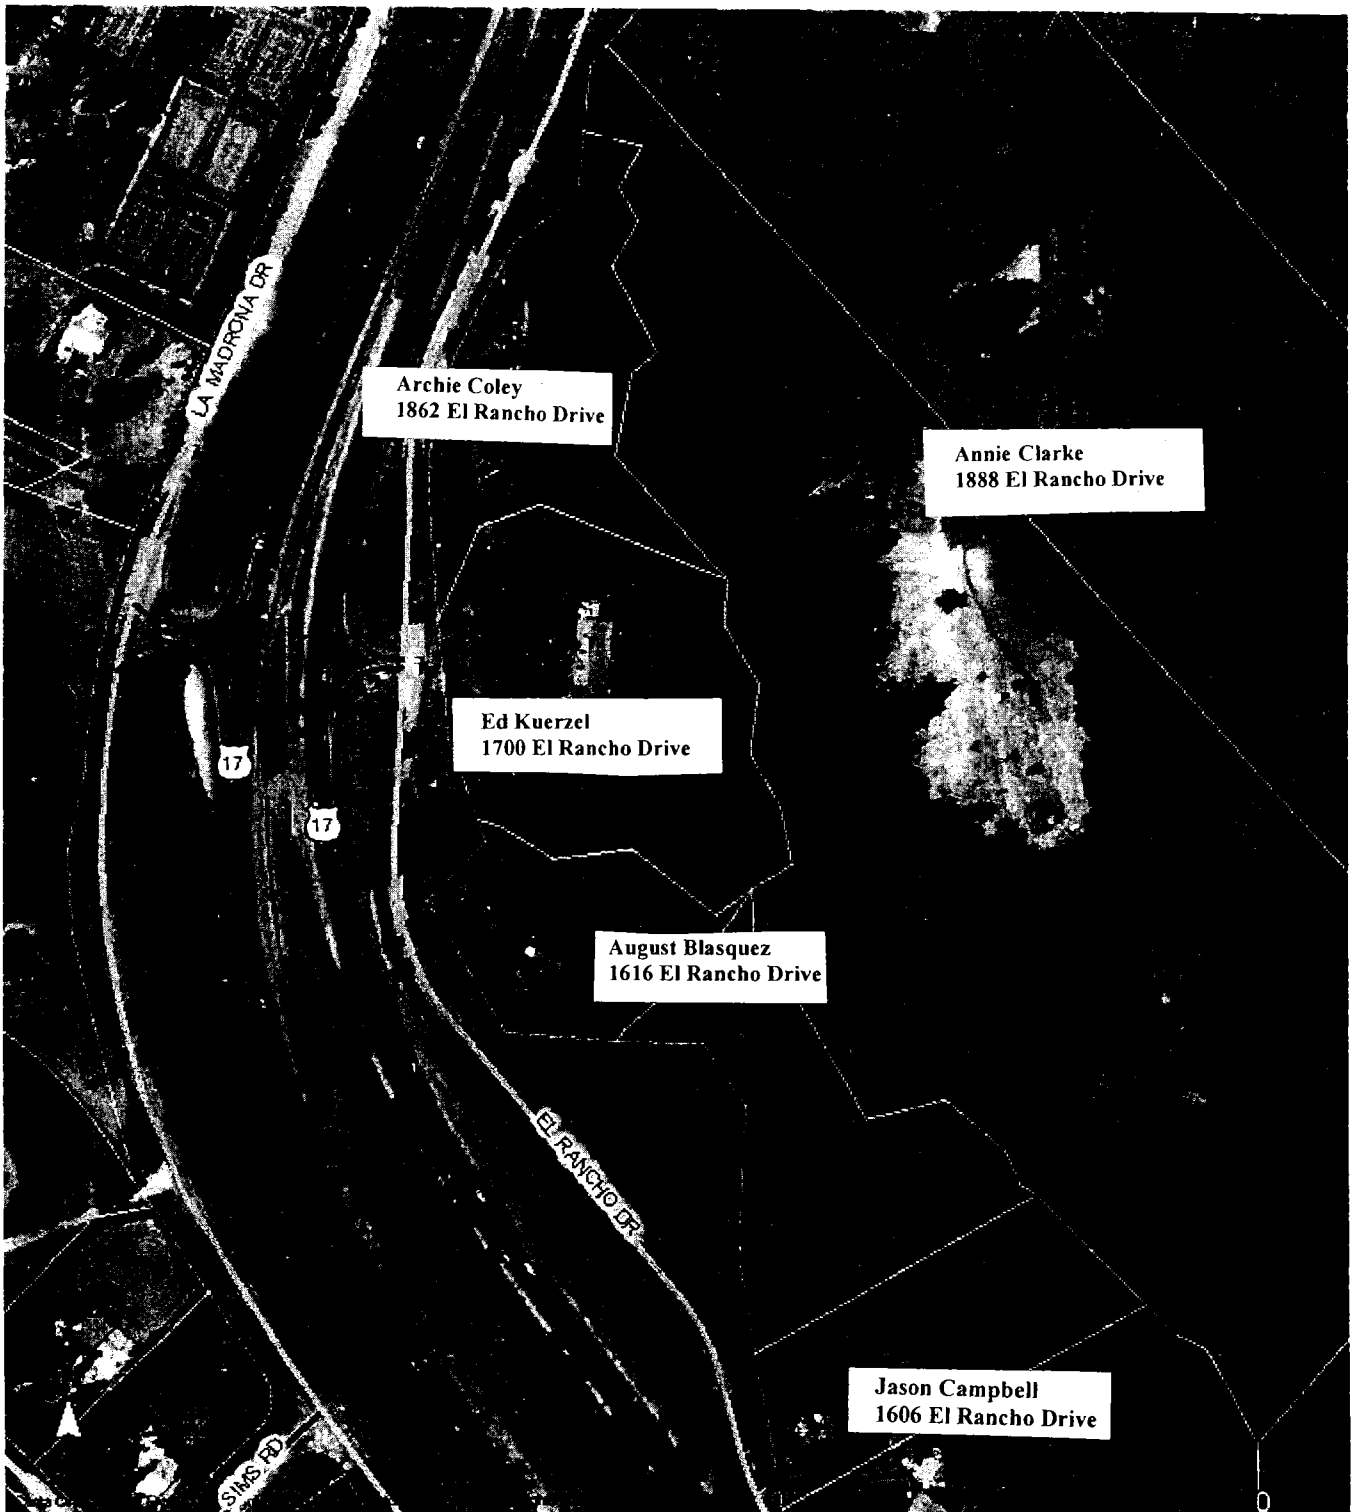 LA MADRONA DR
Archie Coley
1862 El Rancho Drive
Annie Clarke
1888 El Rancho Drive
Ed Kuerzel
1700 El Rancho Drive
17
17
August Blasquez
1616 El Rancho Drive
EL RANCHO DR
Jason Campbell
1606 El Rancho Drive
SIMS RD
0